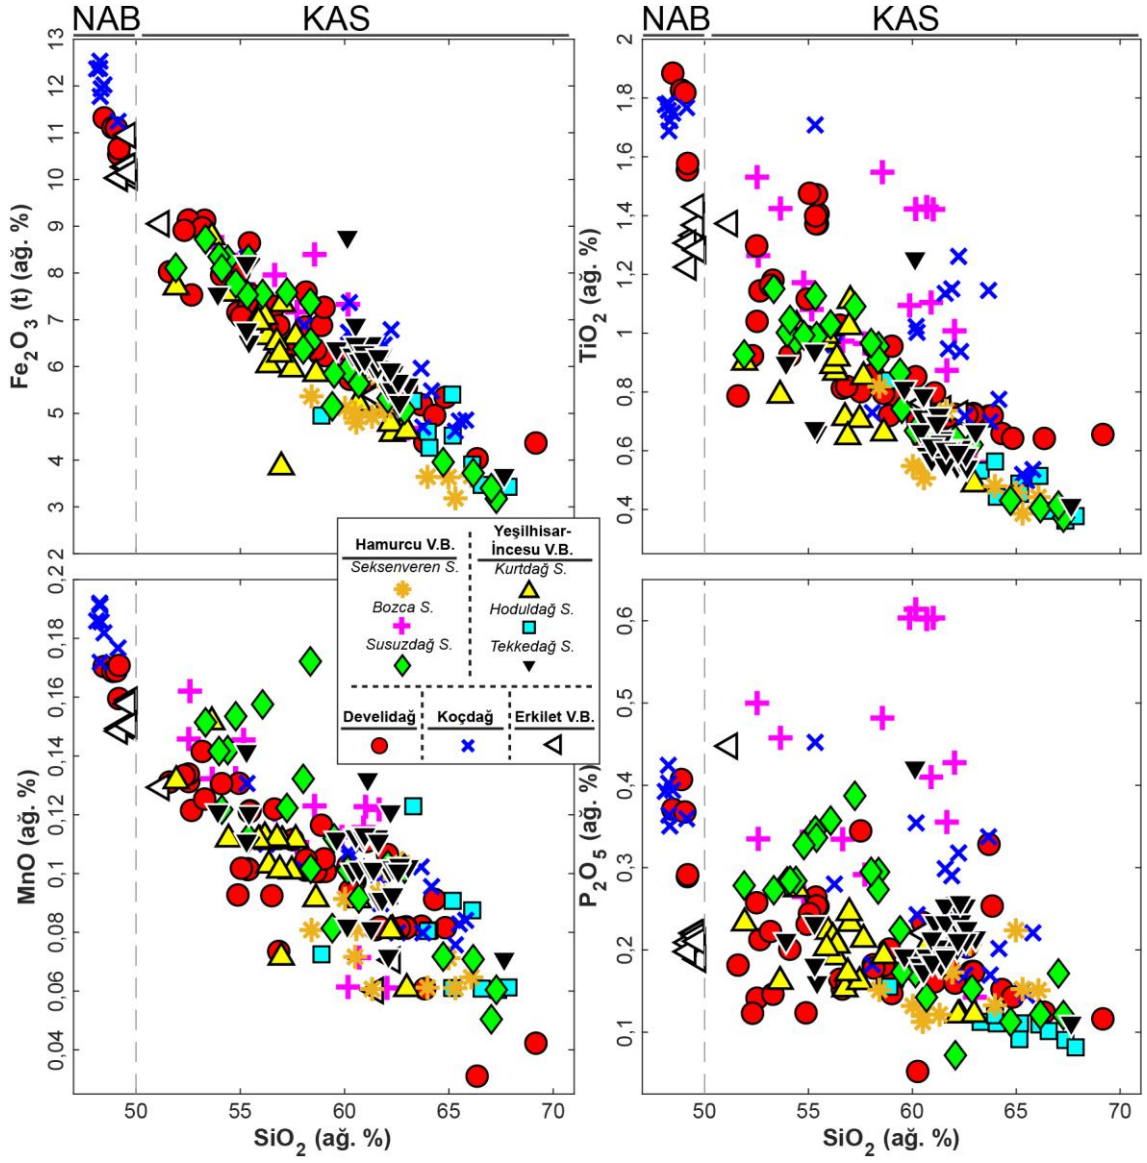 NAB KAS NAB KAS
13
12
11
10
9
8
7
6
5
4
3
2
Fe2O3 (t) (ağ. %)
2
1,8
1,6
1,4
1,2
1
0,8
0,6
0,4
TiO2 (ağ. %)
Hamurcu V.B.
Seksenveren S.
Bozca S.
Susuzdağ S.
Yeşilhisar-
İncesu V.B.
Kurtdağ S.
Hoduldağ S.
Tekkedağ S.
Develidağ Koçdağ Erkilet V.B.
0,2
0,18
0,16
0,14
0,12
0,1
0,08
0,06
0,04
MnO (ağ. %)
50 55 60 65 70
SiO2 (ağ. %)
0,6
0,5
0,4
0,3
0,2
0,1
P2O5 (ağ. %)
50 55 60 65 70
SiO2 (ağ. %)